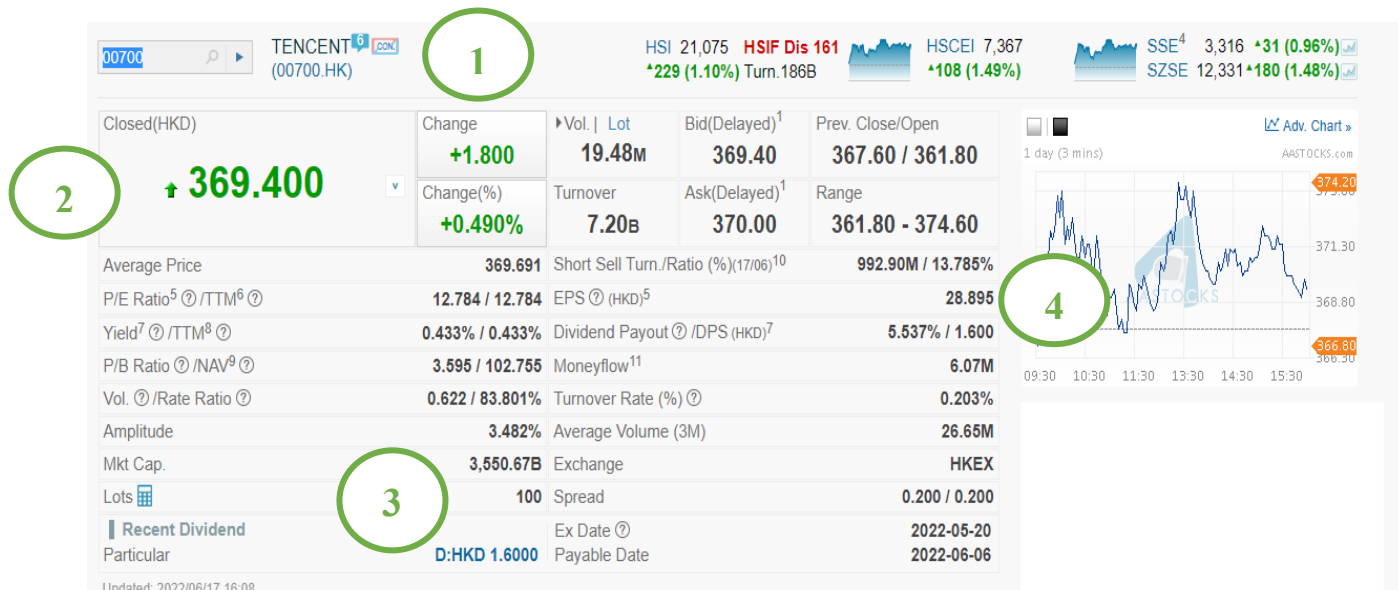 00700
TENCENT 6 CON
(00700.HK)
1
HSI 21,075 HSIF Dis 161
229 (1.10%) Turn.186B
HSCEI 7,367
108 (1.49%)
SSE4 3,316 31 (0.96%)
SZSE 12,331 180 (1.48%)
Closed(HKD)
369.400
2
Change
+1.800
Change(%)
+0.490%
Vol. | Lot
19.48M
Turnover
7.20B
Bid(Delayed)1
369.40
Ask(Delayed)1
370.00
Prev. Close/Open
367.60 / 361.80
Range
361.80 - 374.60
Average Price 369.691 Short Sell Turn./Ratio (%)(17/06)10 992.90M / 13.785%
P/E Ratio5 ? /TTM6 ? 12.784 / 12.784 EPS ? (HKD)5 28.895
Yield7 ? /TTM8 ? 0.433% / 0.433% Dividend Payout ? /DPS (HKD)7 5.537% / 1.600
P/B Ratio ? /NAV9 ? 3.595 / 102.755 Moneyflow11 6.07M
Vol. ? /Rate Ratio ? 0.622 / 83.801% Turnover Rate (%) ? 0.203%
Amplitude 3.482% Average Volume (3M) 26.65M
Mkt Cap. 3,550.67B Exchange HKEX
Lots 100 Spread 0.200 / 0.200
3
Recent Dividend Ex Date ? 2022-05-20
Particular D:HKD 1.6000 Payable Date 2022-06-06
Updated: 2022/06/17 16:08
Adv. Chart »
1 day (3 mins) AASTOCKS.com
374.20
371.30
368.80
366.80
366.30
4
09:30 10:30 11:30 13:30 14:30 15:30